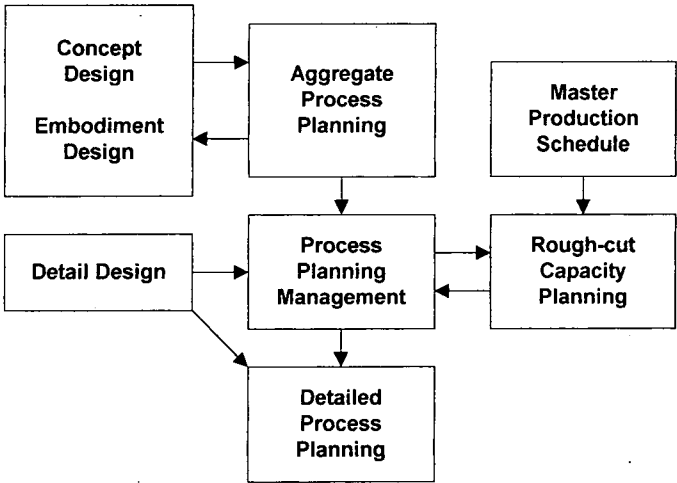 Concept
Design
Embodiment
Design
Aggregate
Process
Planning
Master
Production
Schedule
Detail Design
Process
Planning
Management
Rough-cut
Capacity
Planning
Detailed
Process
Planning